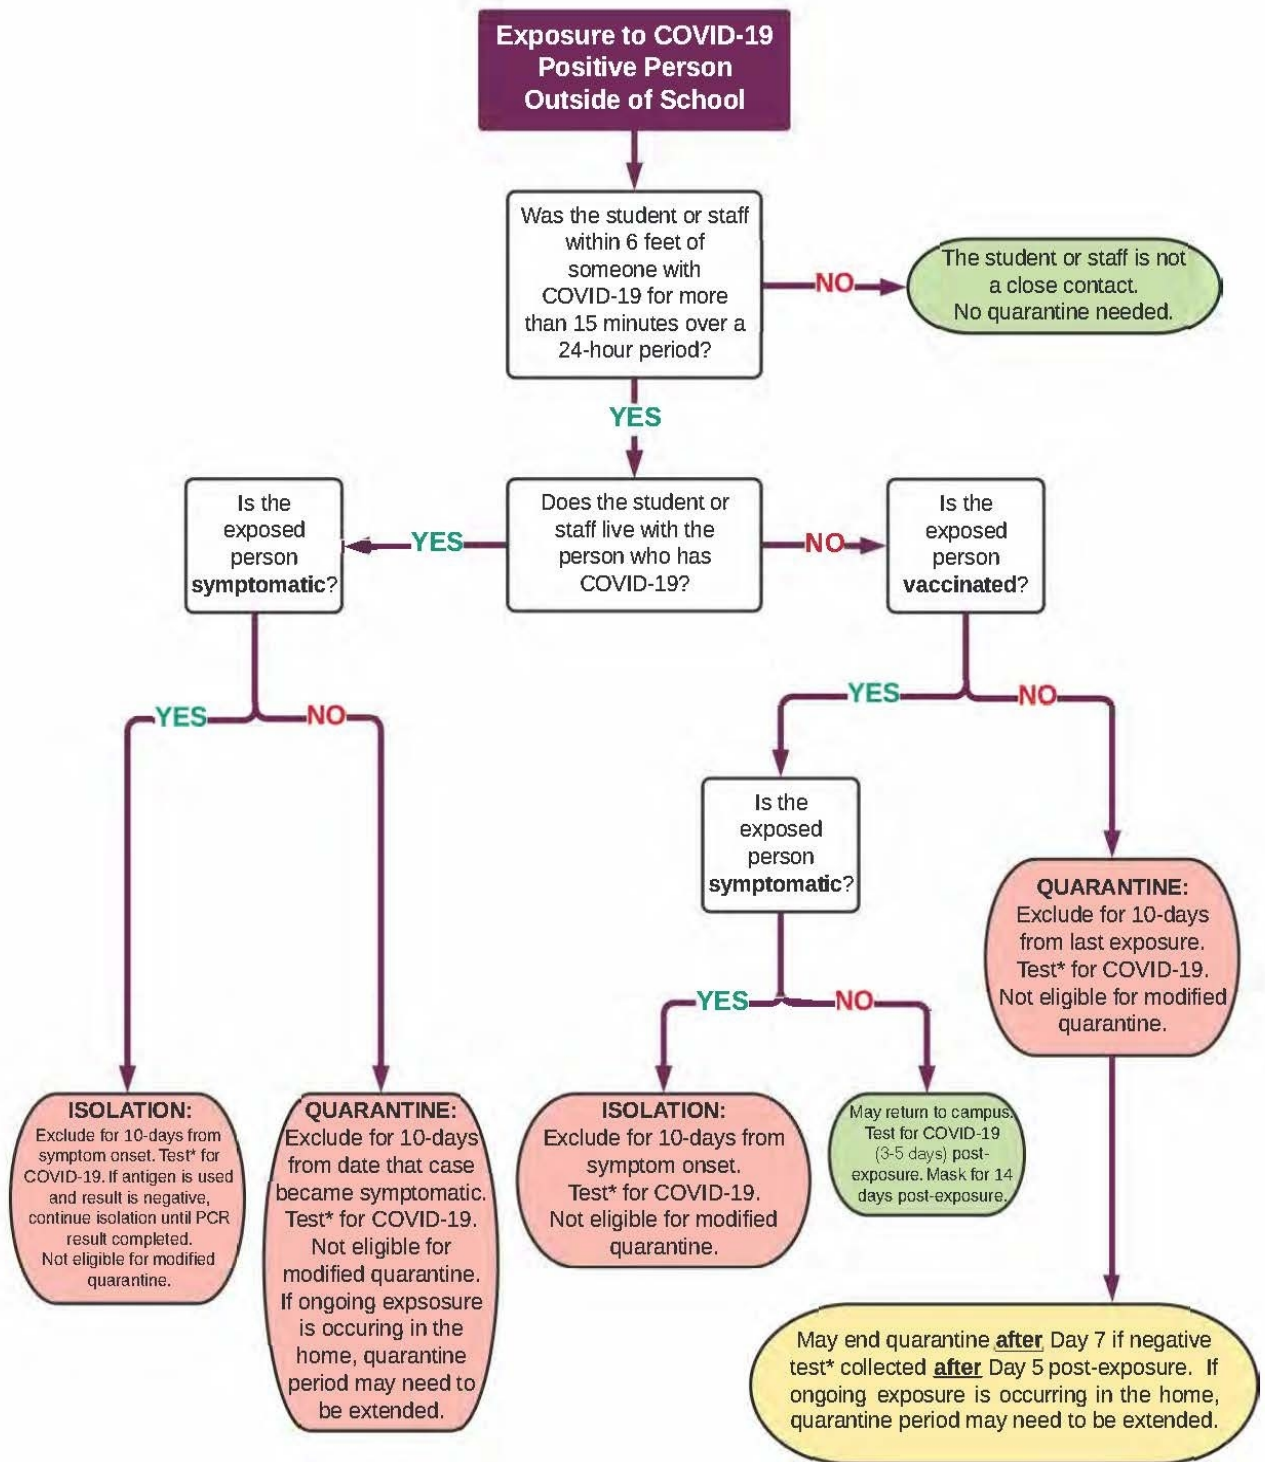 Exposure to COVID-19
Positive Person
Outside of School
Was the student or staff
within 6 feet of
someone with
COVID-19 for more
than 15 minutes over a
24-hour period?
NO
The student or staff is not
a close contact.
No quarantine needed.
YES
Is the
exposed
person
symptomatic?
YES
Does the student or
staff live with the
person who has
COVID-19?
NO
Is the
exposed
person
vaccinated?
YES
NO
YES
NO
Is the
exposed
person
symptomatic?
QUARANTINE:
Exclude for 10-days
from last exposure.
Test* for COVID-19.
Not eligible for modified
quarantine.
YES
NO
ISOLATION:
Exclude for 10-days from
symptom onset. Test* for
COVID-19. If antigen is used
and result is negative,
continue isolation until PCR
result completed.
Not eligible for modified
quarantine.
QUARANTINE:
Exclude for 10-days
from date that case
became symptomatic.
Test* for COVID-19.
Not eligible for
modified quarantine.
If ongoing expsosure
is occuring in the
home, quarantine
period may need to
be extended.
ISOLATION:
Exclude for 10-days from
symptom onset.
Test* for COVID-19.
Not eligible for modified
quarantine.
May return to campus.
Test for COVID-19
(3-5 days) post-
exposure. Mask for 14
days post-exposure.
May end quarantine after Day 7 if negative
test* collected after Day 5 post-exposure. If
ongoing exposure is occurring in the home,
quarantine period may need to be extended.